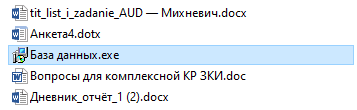 tit_list_i_zadanie_AUD — Михневич.docx
Анкета4.dotx
База данных.exe
Вопросы для комплексной КР ЗКИ.doc
Дневник_отчёт_1 (2).docx